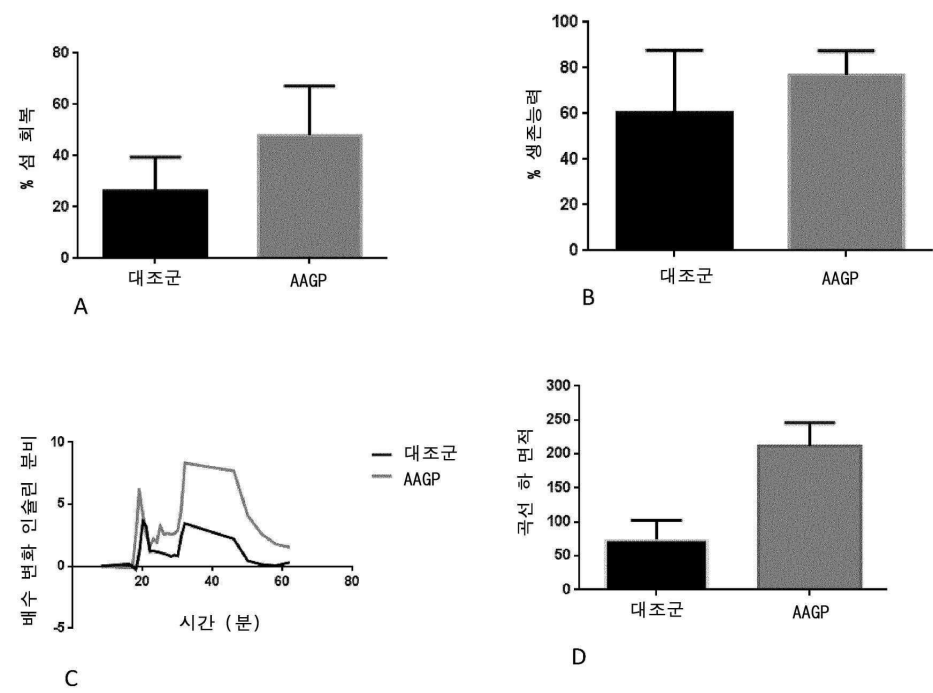 % 섬 회복
80
60
40
20
0
대조군
AAGP
A
% 생존능력
100
80
60
40
20
0
대조군
AAGP
B
배수 변화 인슐린 분비
10
5
0
-5
20
40
60
80
시간 (분)
대조군
AAGP
C
곡선 하 면적
300
250
200
150
100
50
0
대조군
AAGP
D